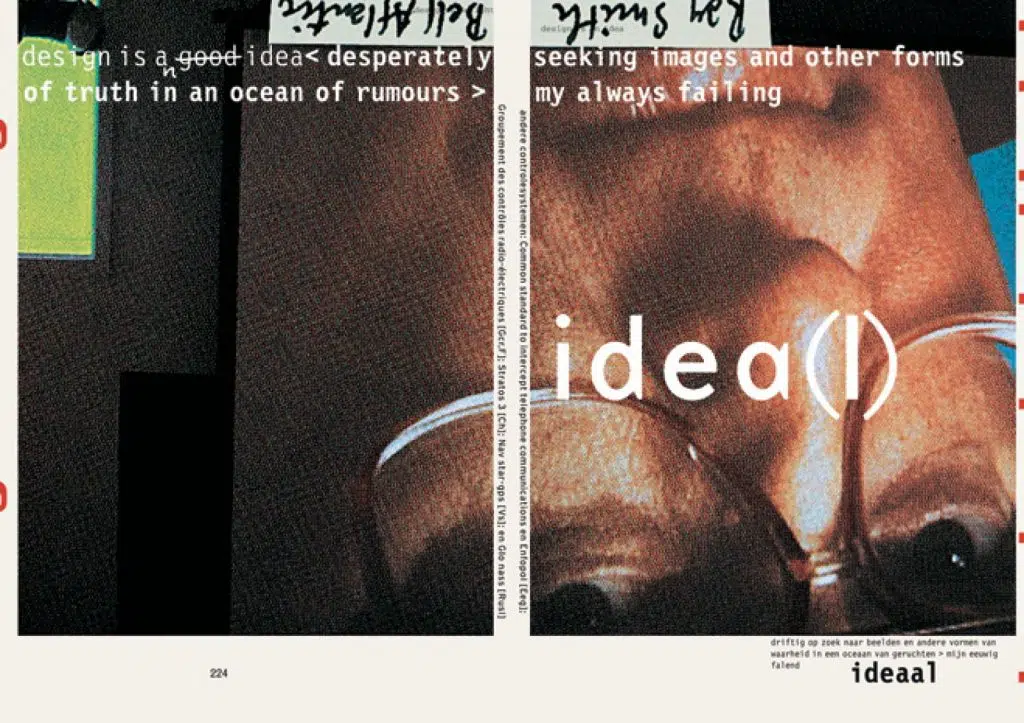 Bell Atlantic
Ray Smith
design is a n good idea< desperately seeking images and other forms
of truth in an ocean of rumours > my always failing
idea(l)
andere controlesystemen: Common standard to intercept telephone communications en Enfopol [Eeg];
Groupement des contrôles radio-électriques [Gcr,F]; Stratos 3 [Ch]; Nav star-gps [Vs]; en Glo nass [Rusl]
driftig op zoek naar beelden en andere vormen van
waarheid in een oceaan van geruchten > mijn eeuwig
falend
ideaal
224